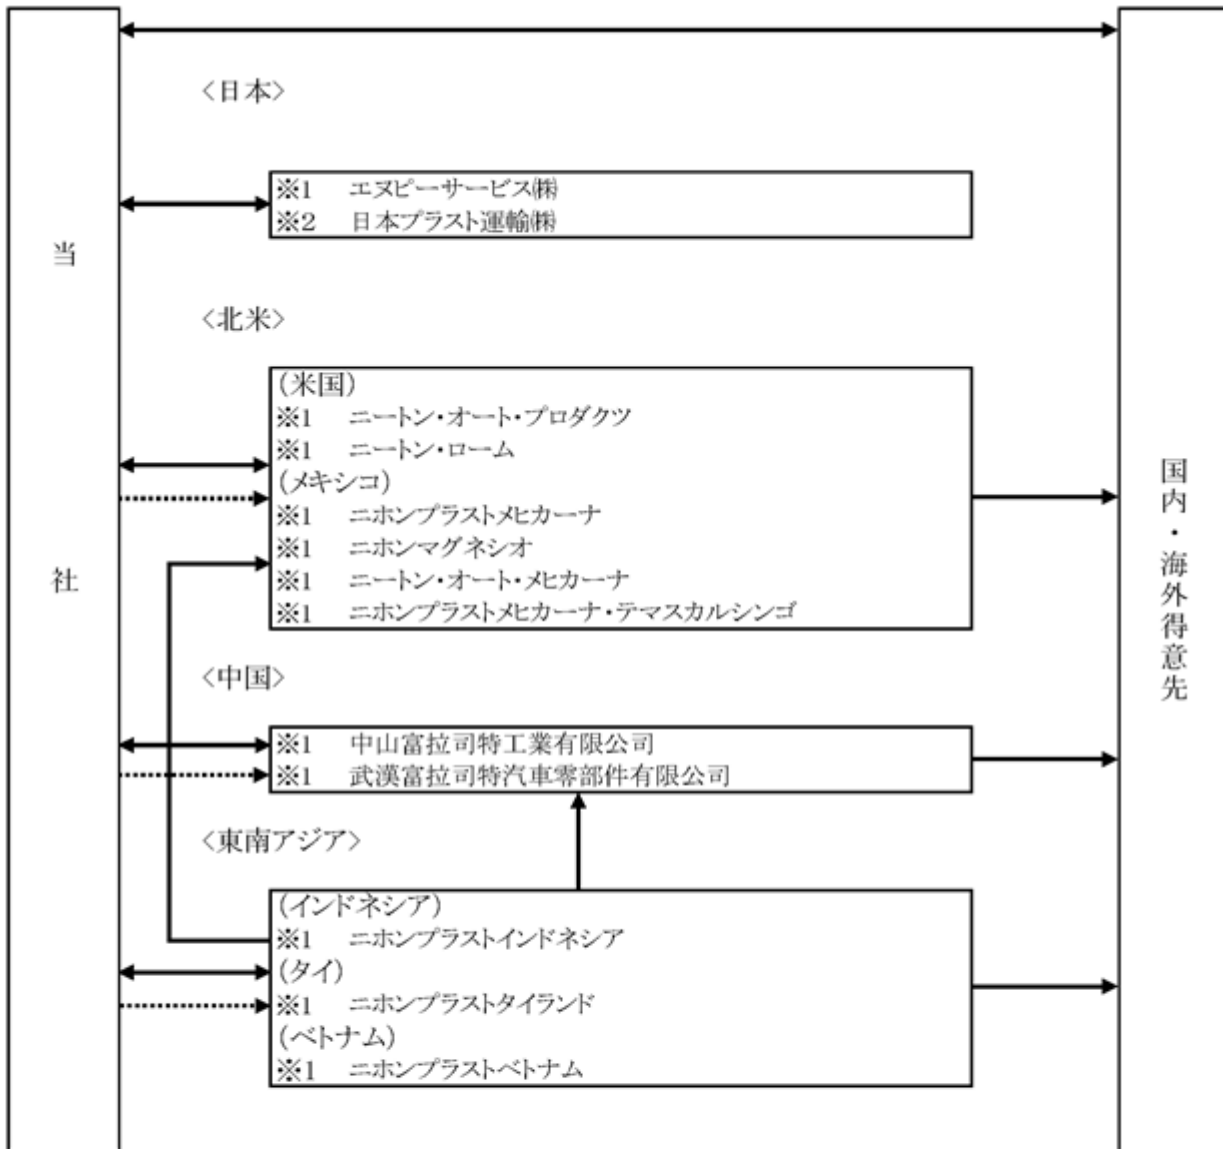 当社
<日本>
※1 エヌピーサービス㈱
※2 日本プラスト運輸㈱
<北米>
(米国)
※1 ニートン・オート・プロダクツ
※1 ニートン・ローム
(メキシコ)
※1 ニホンプラストメヒカーナ
※1 ニホンマグネシオ
※1 ニートン・オート・メヒカーナ
※1 ニホンプラストメヒカーナ・テマスカルシンゴ
<中国>
※1 中山富拉司特工業有限公司
※1 武漢富拉司特汽車零部件有限公司
<東南アジア>
(インドネシア)
※1 ニホンプラストインドネシア
(タイ)
※1 ニホンプラストタイランド
(ベトナム)
※1 ニホンプラストベトナム
国内・海外得意先